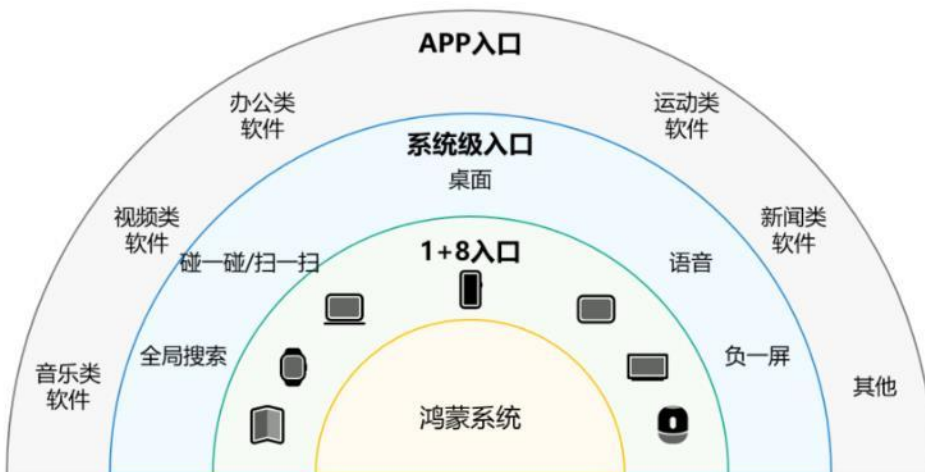 APP入口
办公类
软件
运动类
软件
系统级入口
桌面
视频类
软件
新闻类
软件
碰一碰/扫一扫
1+8入口
语音
全局搜索
负一屏
音乐类
软件
其他
鸿蒙系统